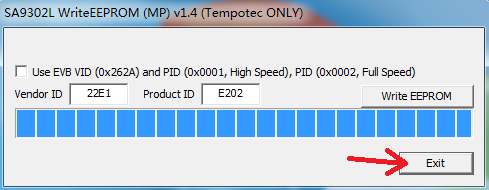 SA9302L WriteEEPROM (MP) v1.4 (Tempotec ONLY)
Use EVB VID (0x262A) and PID (0x0001, High Speed), PID (0x0002, Full Speed)
Vendor ID 22E1 Product ID E202 Write EEPROM
Exit